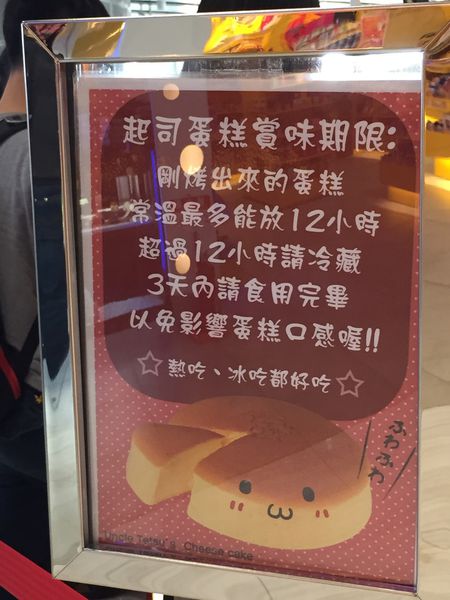 起司蛋糕賞味期限:
剛烤出來的蛋糕
常溫最多能放12小時
超過12小時請冷藏
3天內請食用完畢
以免影響蛋糕口感喔!!
☆熱吃、冰吃都好吃☆
ふわふわ
Uncle Tetsu's Cheese cake